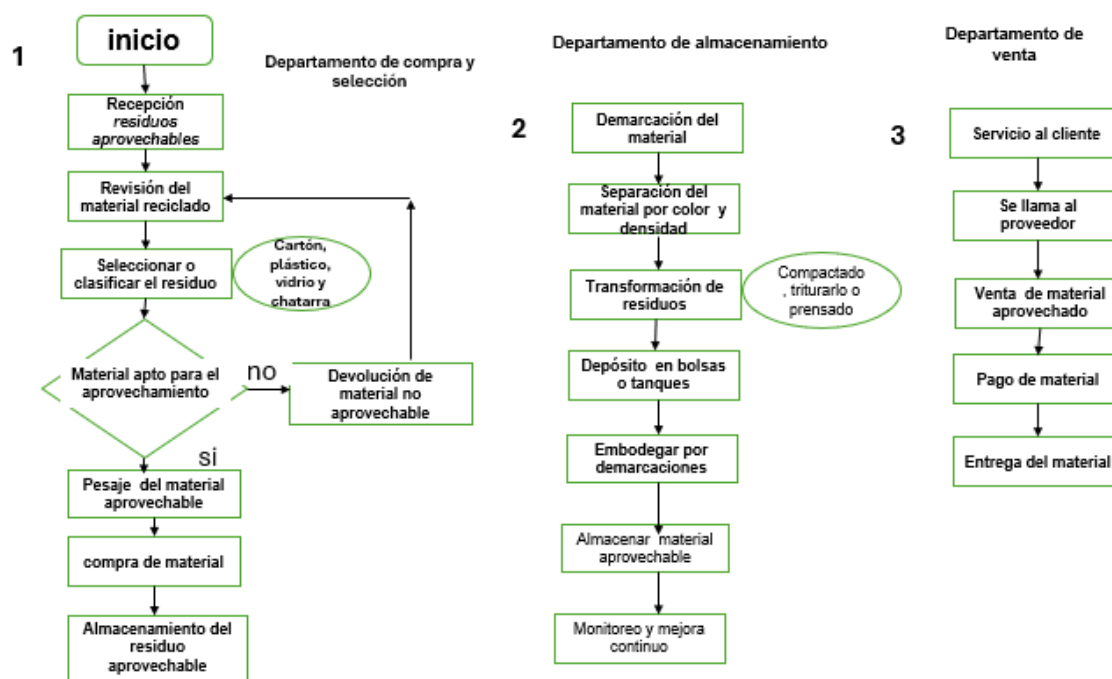 1
inicio
Departamento de compra y
selección
Recepción
residuos
aprovechables
Revisión del
material reciclado
Seleccionar o
clasificar el residuo
Cartón,
plástico,
vidrio y
chatarra
Material apto para el
aprovechamiento
no
Devolución de
material no
aprovechable
si
Pesaje del material
aprovechable
compra de material
Almacenamiento del
residuo
aprovechable
Departamento de almacenamiento
2
Demarcación del
material
Separación del
material por color y
densidad
Transformación de
residuos
Compactado
, triturarlo o
prensado
Depósito en bolsas
o tanques
Embodegar por
demarcaciones
Almacenar material
aprovechable
Monitoreo y mejora
continuo
Departamento de
venta
3
Servicio al cliente
Se llama al
proveedor
Venta de material
aprovechado
Pago de material
Entrega del material